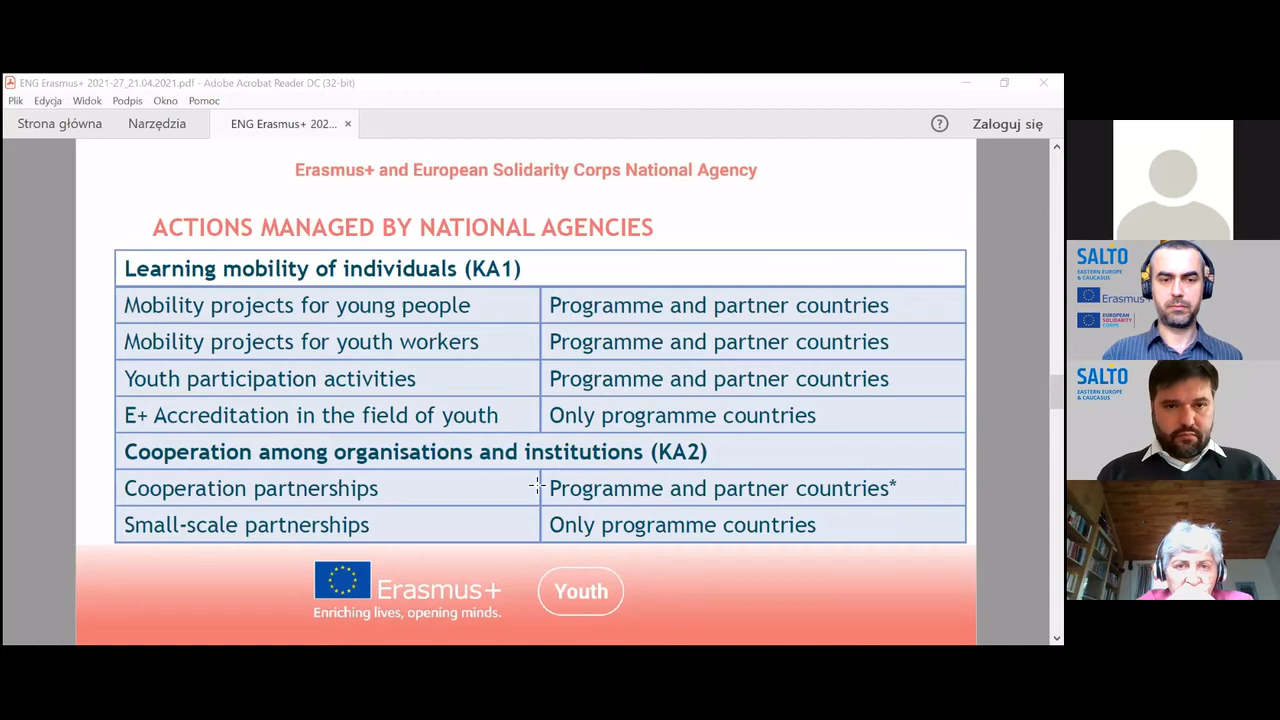 ENG Erasmus+ 2021-27_21.04.2021.pdf - Adobe Acrobat Reader DC (32-bit)
Plik Edycja Widok Podpis Okno Pomoc
Strona główna Narzędzia ENG Erasmus+ 202... × ? Zaloguj się
Erasmus+ and European Solidarity Corps National Agency
ACTIONS MANAGED BY NATIONAL AGENCIES
Learning mobility of individuals (KA1)
Mobility projects for young people Programme and partner countries
Mobility projects for youth workers Programme and partner countries
Youth participation activities Programme and partner countries
E+ Accreditation in the field of youth Only programme countries
Cooperation among organisations and institutions (KA2)
Cooperation partnerships Programme and partner countries*
Small-scale partnerships Only programme countries
Erasmus+
Enriching lives, opening minds.
Youth
SALTO
EASTERN EUROPE
& CAUCASUS
Erasmus+
EUROPEAN
SOLIDARITY
CORPS
SALTO
EASTERN EUROPE
& CAUCASUS